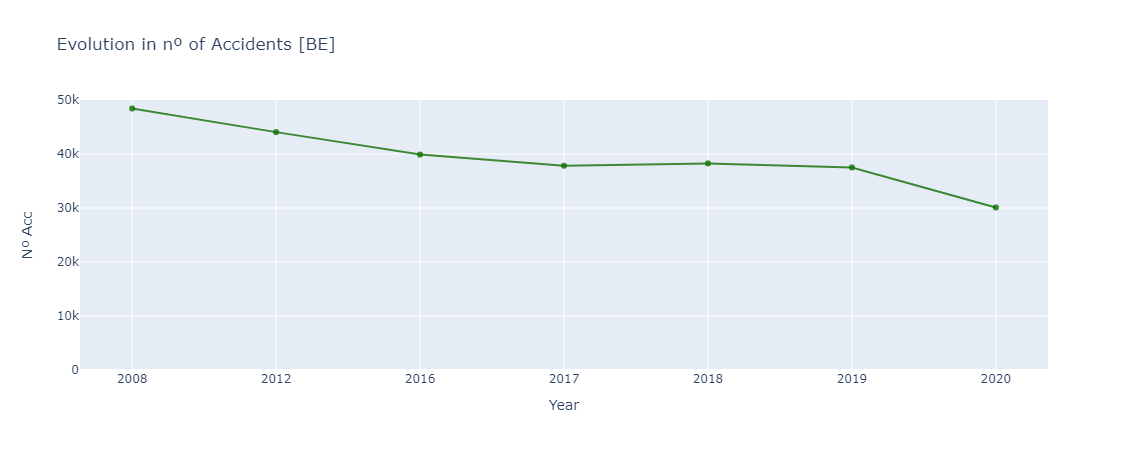 Evolution in nº of Accidents [BE]
50k
40k
30k
20k
10k
0
Nº Acc
2008 2012 2016 2017 2018 2019 2020
Year